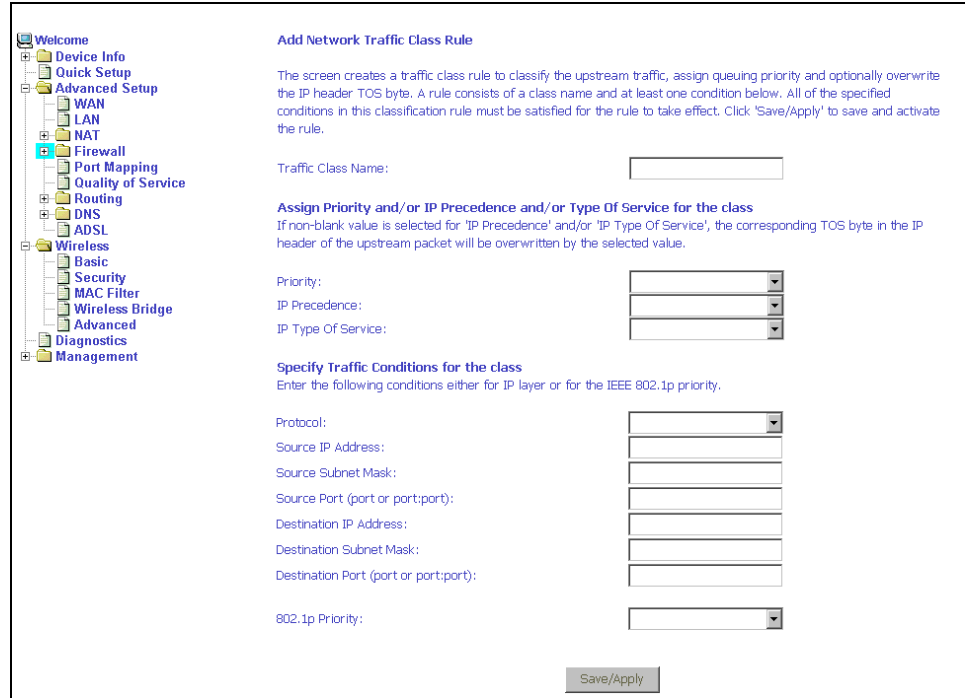 Welcome
Device Info
Quick Setup
Advanced Setup
WAN
LAN
NAT
Firewall
Port Mapping
Quality of Service
Routing
DNS
ADSL
Wireless
Basic
Security
MAC Filter
Wireless Bridge
Advanced
Diagnostics
Management
Add Network Traffic Class Rule
The screen creates a traffic class rule to classify the upstream traffic, assign queuing priority and optionally overwrite
the IP header TOS byte. A rule consists of a class name and at least one condition below. All of the specified
conditions in this classification rule must be satisfied for the rule to take effect. Click 'Save/Apply' to save and activate
the rule.
Traffic Class Name:
Assign Priority and/or IP Precedence and/or Type Of Service for the class
If non-blank value is selected for 'IP Precedence' and/or 'IP Type Of Service', the corresponding TOS byte in the IP
header of the upstream packet will be overwritten by the selected value.
Priority:
IP Precedence:
IP Type Of Service:
Specify Traffic Conditions for the class
Enter the following conditions either for IP layer or for the IEEE 802.1p priority.
Protocol:
Source IP Address:
Source Subnet Mask:
Source Port (port or port:port):
Destination IP Address:
Destination Subnet Mask:
Destination Port (port or port:port):
802.1p Priority:
Save/Apply